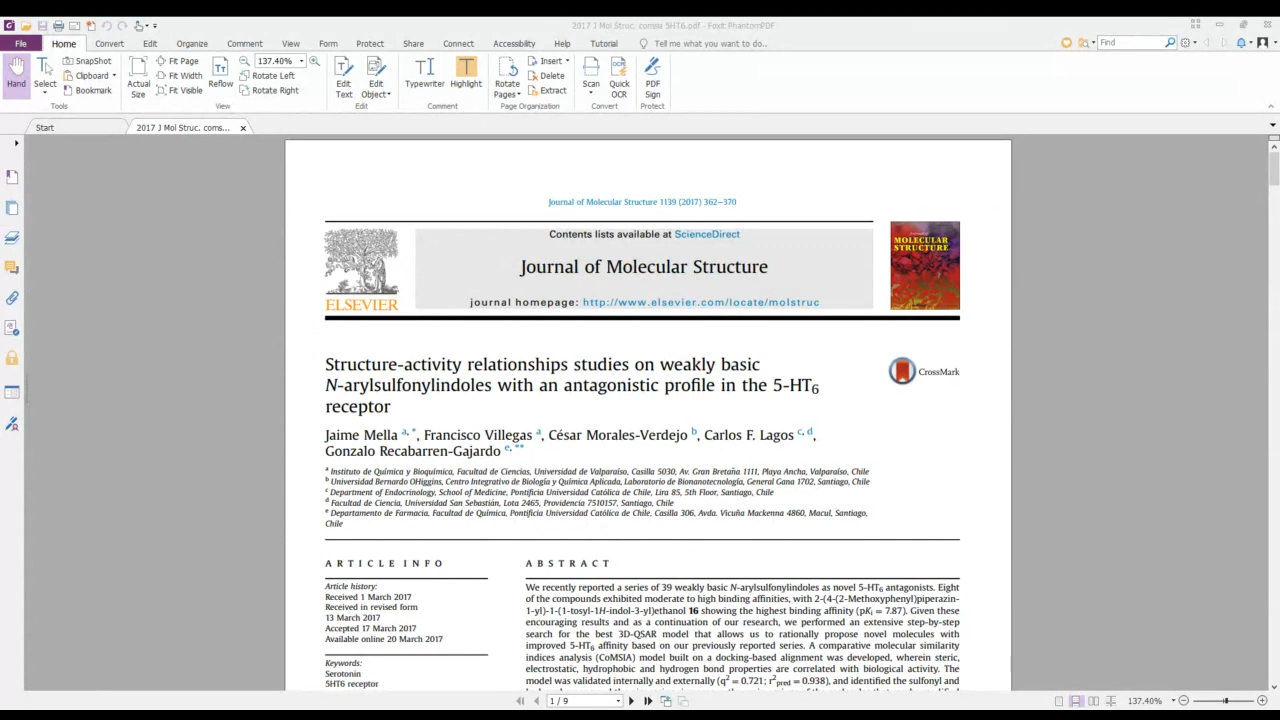 2017 J Mol Struc. comsia 5HT6.pdf - Foxit PhantomPDF
File Home Convert Edit Organize Comment View Form Protect Share Connect Accessibility Help Tutorial Tell me what you want to do.. Find
Hand
Select
SnapShot
Clipboard
Bookmark
Tools
Actual Size
Fit Page
Fit Width
Fit Visible
Reflow
137.40%
Rotate Left
Rotate Right
View
Edit Text
Edit Object
Edit
Typewriter
Highlight
Comment
Rotate Pages
Insert
Delete
Extract
Page Organization
Scan
Quick OCR
Convert
PDF Sign
Protect
Start
2017 J Mol Struc. coms...
Journal of Molecular Structure 1139 (2017) 362–370
Contents lists available at ScienceDirect
Journal of Molecular Structure
journal homepage: http://www.elsevier.com/locate/molstruc
ELSEVIER
MOLECULAR
STRUCTURE
Structure-activity relationships studies on weakly basic
N-arylsulfonylindoles with an antagonistic profile in the 5-HT6
receptor
CrossMark
Jaime Mella a, *, Francisco Villegas a, César Morales-Verdejo b, Carlos F. Lagos c, d,
Gonzalo Recabarren-Gajardo e, **
a Instituto de Química y Bioquímica, Facultad de Ciencias, Universidad de Valparaíso, Casilla 5030, Av. Gran Bretaña 1111, Playa Ancha, Valparaíso, Chile
b Universidad Bernardo OHiggins, Centro Integrativo de Biología y Química Aplicada, Laboratorio de Bionanotecnología, General Gana 1702, Santiago, Chile
c Department of Endocrinology, School of Medicine, Pontificia Universidad Católica de Chile, Lira 85, 5th Floor, Santiago, Chile
d Facultad de Ciencia, Universidad San Sebastián, Lota 2465, Providencia 7510157, Santiago, Chile
e Departamento de Farmacia, Facultad de Química, Pontificia Universidad Católica de Chile, Casilla 306, Avda. Vicuña Mackenna 4860, Macul, Santiago,
Chile
ARTICLE INFO
Article history:
Received 1 March 2017
Received in revised form
13 March 2017
Accepted 17 March 2017
Available online 20 March 2017
Keywords:
Serotonin
5HT6 receptor
ABSTRACT
We recently reported a series of 39 weakly basic N-arylsulfonylindoles as novel 5-HT6 antagonists. Eight
of the compounds exhibited moderate to high binding affinities, with 2-(4-(2-Methoxyphenyl)piperazin-
1-yl)-1-(1-tosyl-1H-indol-3-yl)ethanol 16 showing the highest binding affinity (pKi = 7.87). Given these
encouraging results and as a continuation of our research, we performed an extensive step-by-step
search for the best 3D-QSAR model that allows us to rationally propose novel molecules with
improved 5-HT6 affinity based on our previously reported series. A comparative molecular similarity
indices analysis (CoMSIA) model built on a docking-based alignment was developed, wherein steric,
electrostatic, hydrophobic and hydrogen bond properties are correlated with biological activity. The
model was validated internally and externally (q2 = 0.721; r2pred = 0.938), and identified the sulfonyl and
1 / 9
137.40%